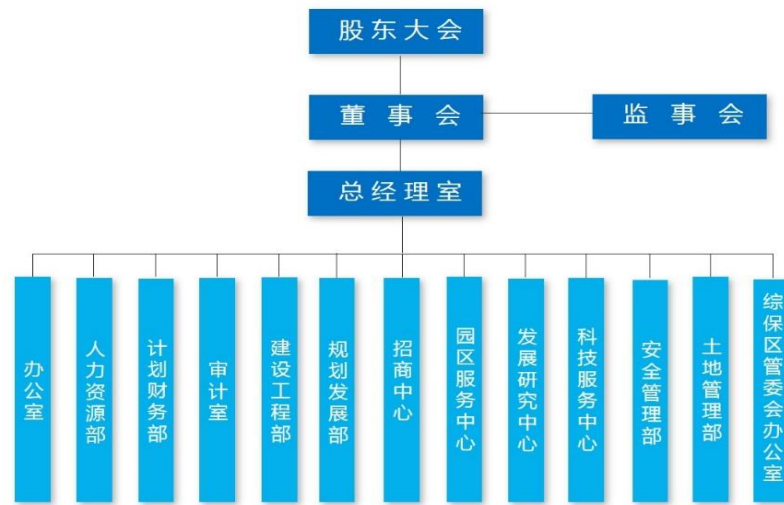 股东大会
董事会
监事会
总经理室
办公室
人力资源部
计划财务部
审计室
建设工程部
规划发展部
招商中心
园区服务中心
发展研究中心
科技服务中心
安全管理部
土地管理部
综保区管委会办公室